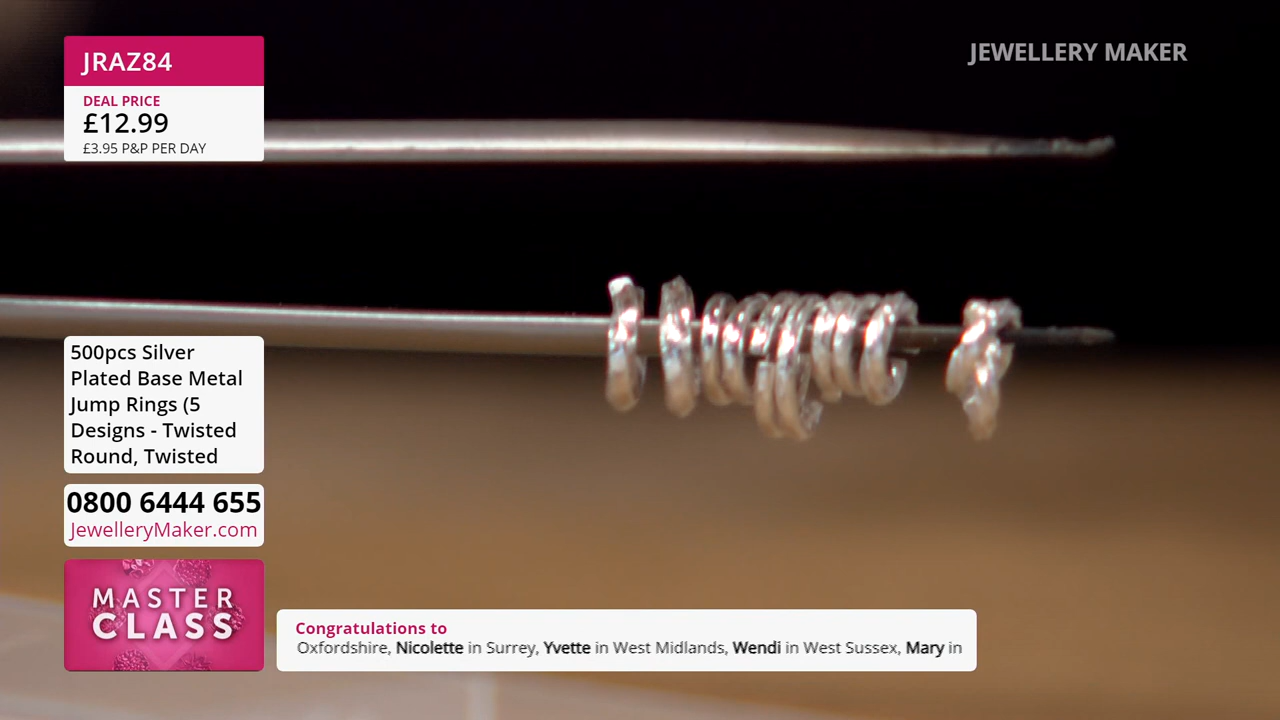 JRAZ84
DEAL PRICE
£12.99
£3.95 P&P PER DAY
JEWELLERY MAKER
500pcs Silver
Plated Base Metal
Jump Rings (5
Designs - Twisted
Round, Twisted
0800 6444 655
JewelleryMaker.com
MASTER
CLASS
Congratulations to
Oxfordshire, Nicolette in Surrey, Yvette in West Midlands, Wendi in West Sussex, Mary in